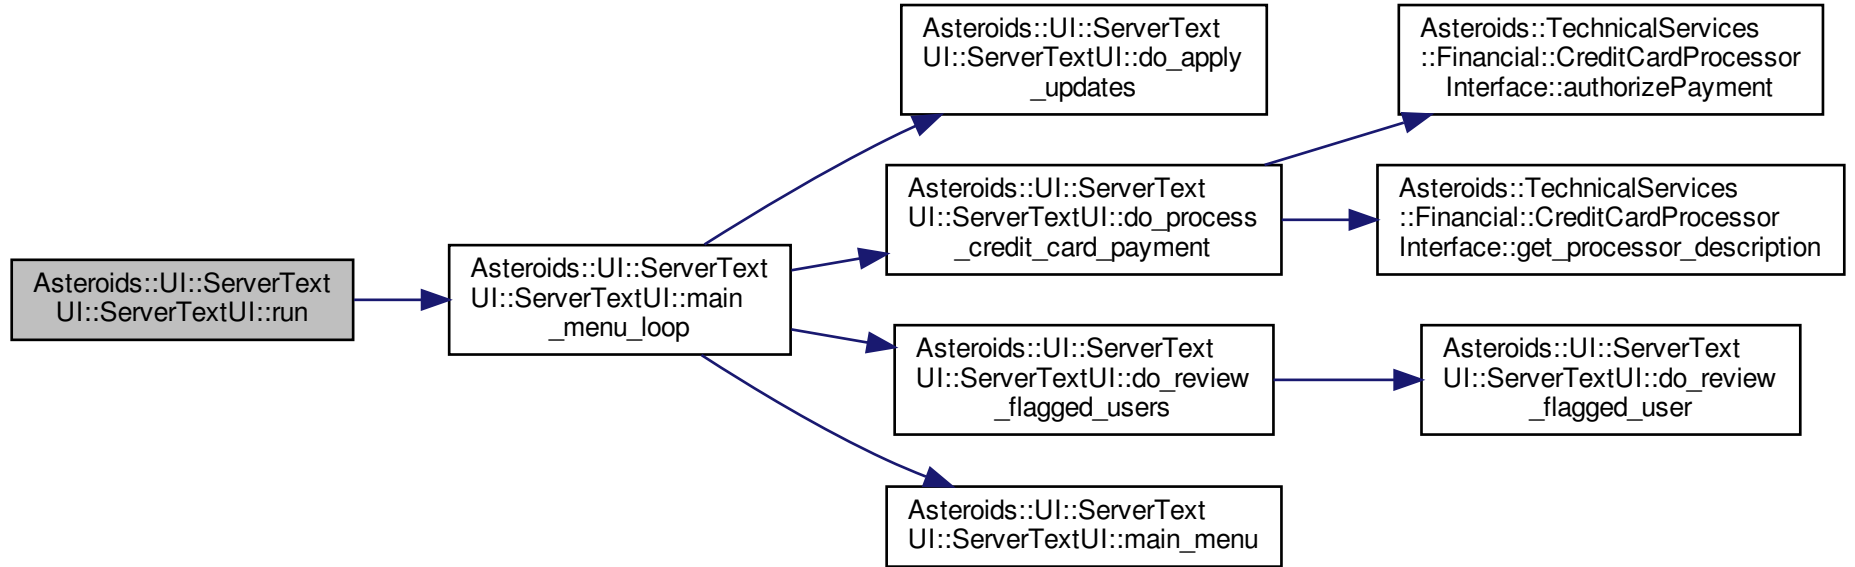 Asteroids::UI::ServerText
UI::ServerTextUI::run
Asteroids::UI::ServerText
UI::ServerTextUI::main
_menu_loop
Asteroids::UI::ServerText
UI::ServerTextUI::do_apply
_updates
Asteroids::UI::ServerText
UI::ServerTextUI::do_process
_credit_card_payment
Asteroids::UI::ServerText
UI::ServerTextUI::do_review
_flagged_users
Asteroids::UI::ServerText
UI::ServerTextUI::main_menu
Asteroids::TechnicalServices
::Financial::CreditCardProcessor
Interface::authorizePayment
Asteroids::TechnicalServices
::Financial::CreditCardProcessor
Interface::get_processor_description
Asteroids::UI::ServerText
UI::ServerTextUI::do_review
_flagged_user